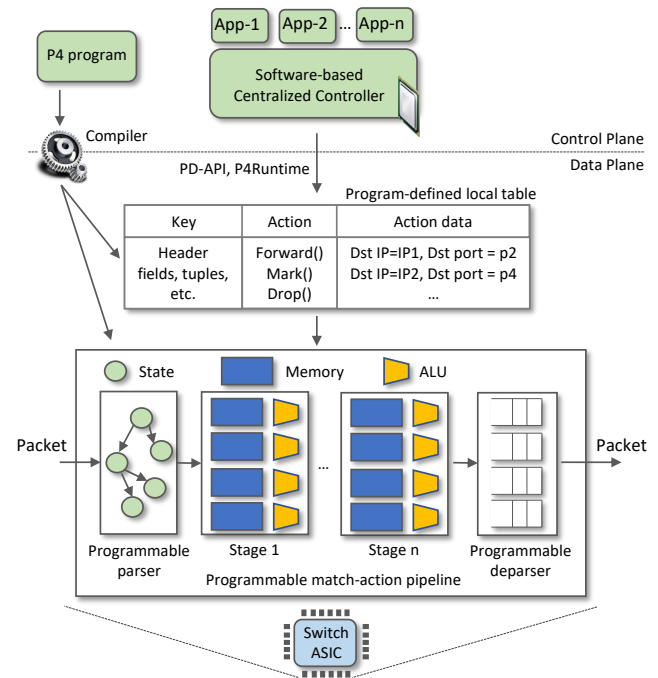 App-1 App-2 ... App-n
P4 program
Software-based
Centralized Controller
Compiler
Control Plane
Data Plane
PD-API, P4Runtime
Program-defined local table
Key Action Action data
Header Forward() Dst IP=IP1, Dst port = p2
fields, tuples, Mark() Dst IP=IP2, Dst port = p4
etc. Drop() ...
State Memory ALU
Packet ... Packet
Programmable Stage 1 Stage n Programmable
parser deparser
Programmable match-action pipeline
Switch
ASIC